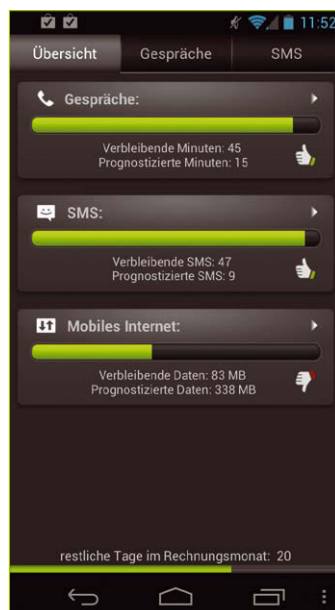 11:52
Übersicht
Gespräche
SMS
Gespräche:
Verbleibende Minuten: 45
Prognostizierte Minuten: 15
SMS:
Verbleibende SMS: 47
Prognostizierte SMS: 9
Mobiles Internet:
Verbleibende Daten: 83 MB
Prognostizierte Daten: 338 MB
restliche Tage im Rechnungsmonat: 20